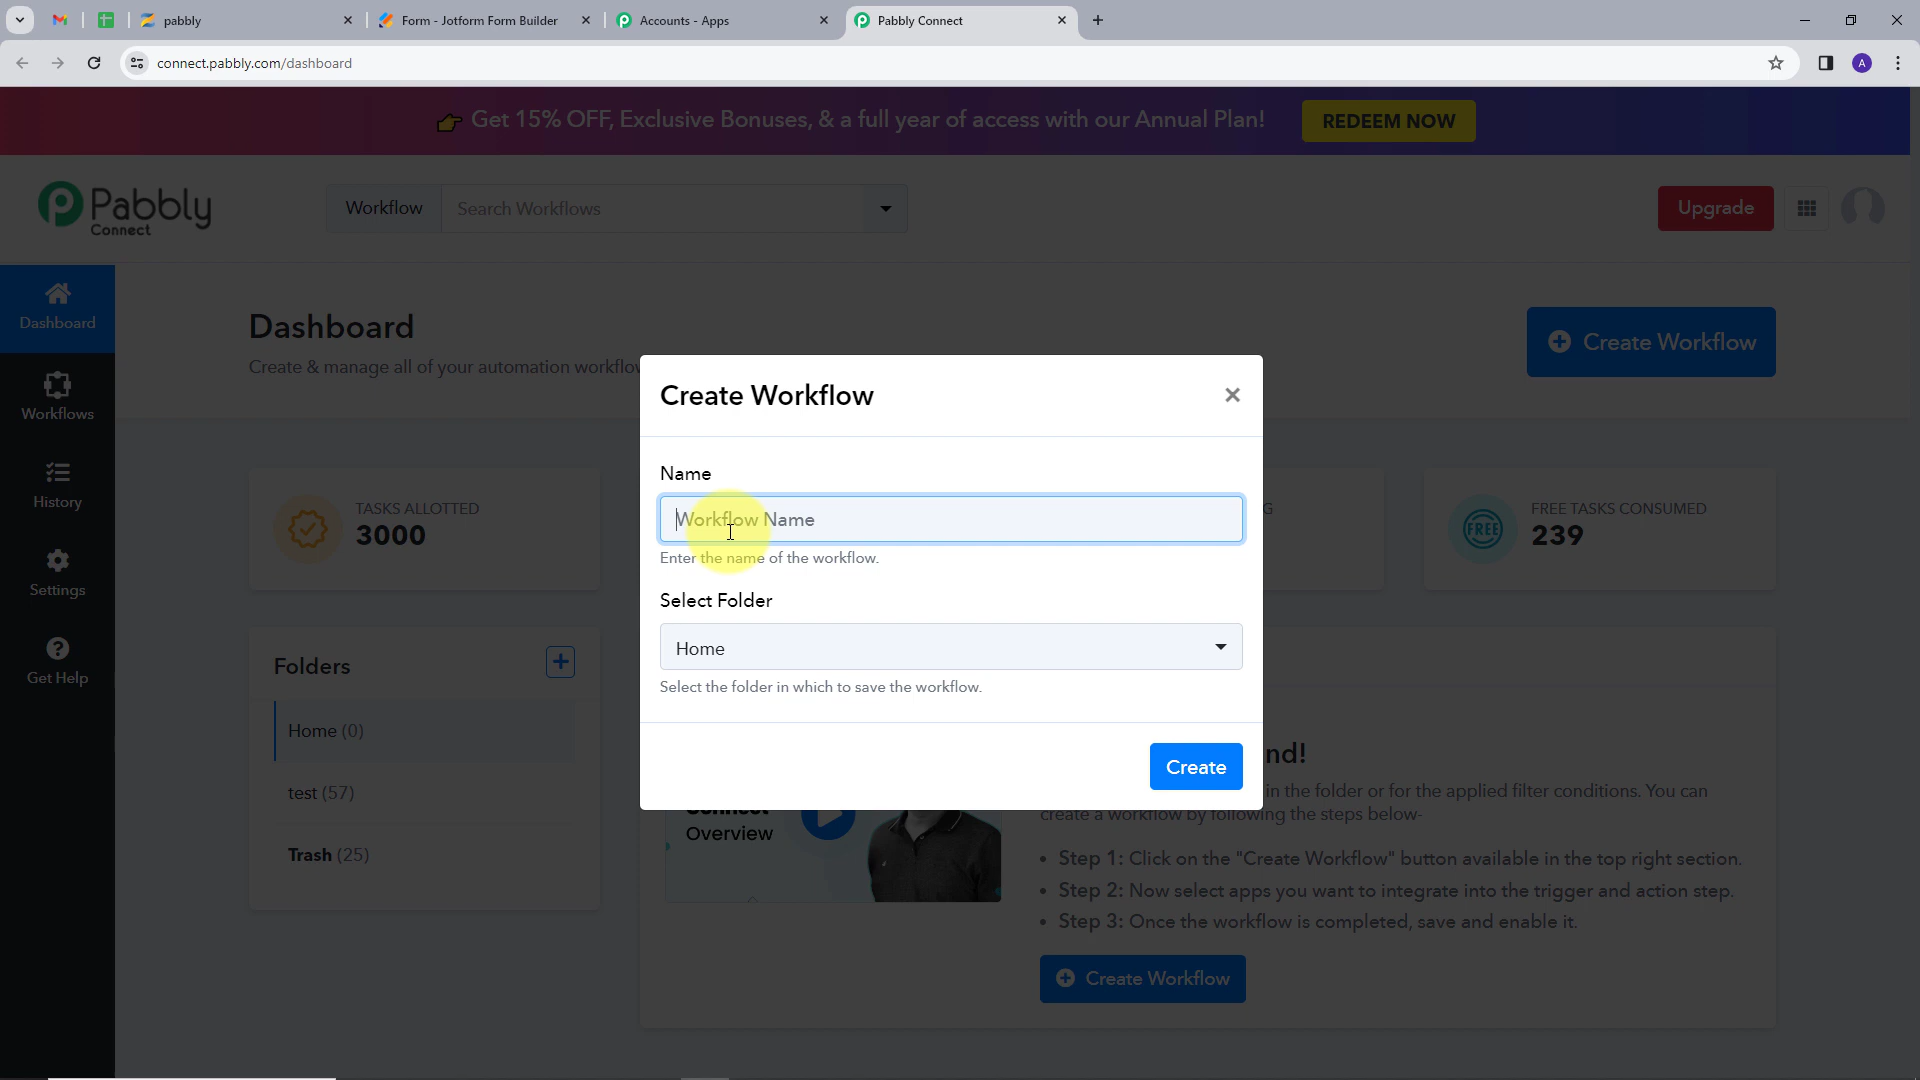 pabbly
Form - Jotform Form Builder
Accounts - Apps
Pabbly Connect
connect.pabbly.com/dashboard
A
Get 15% OFF, Exclusive Bonuses, & a full year of access with our Annual Plan!
REDEEM NOW
Pabbly
Connect
Workflow
Search Workflows
Upgrade
Dashboard
Workflows
History
Settings
Get Help
Dashboard
Create & manage all of your automation workflow
Create Workflow
TASKS ALLOTTED
3000
G
FREE
FREE TASKS CONSUMED
239
Folders
Home (0)
test (57)
Trash (25)
Create Workflow
Name
Workflow Name
Enter the name of the workflow.
Select Folder
Home
Select the folder in which to save the workflow.
Create
Connect
Overview
nd!
in the folder or for the applied filter conditions. You can
create a workflow by following the steps below-
• Step 1: Click on the "Create Workflow" button available in the top right section.
• Step 2: Now select apps you want to integrate into the trigger and action step.
• Step 3: Once the workflow is completed, save and enable it.
Create Workflow